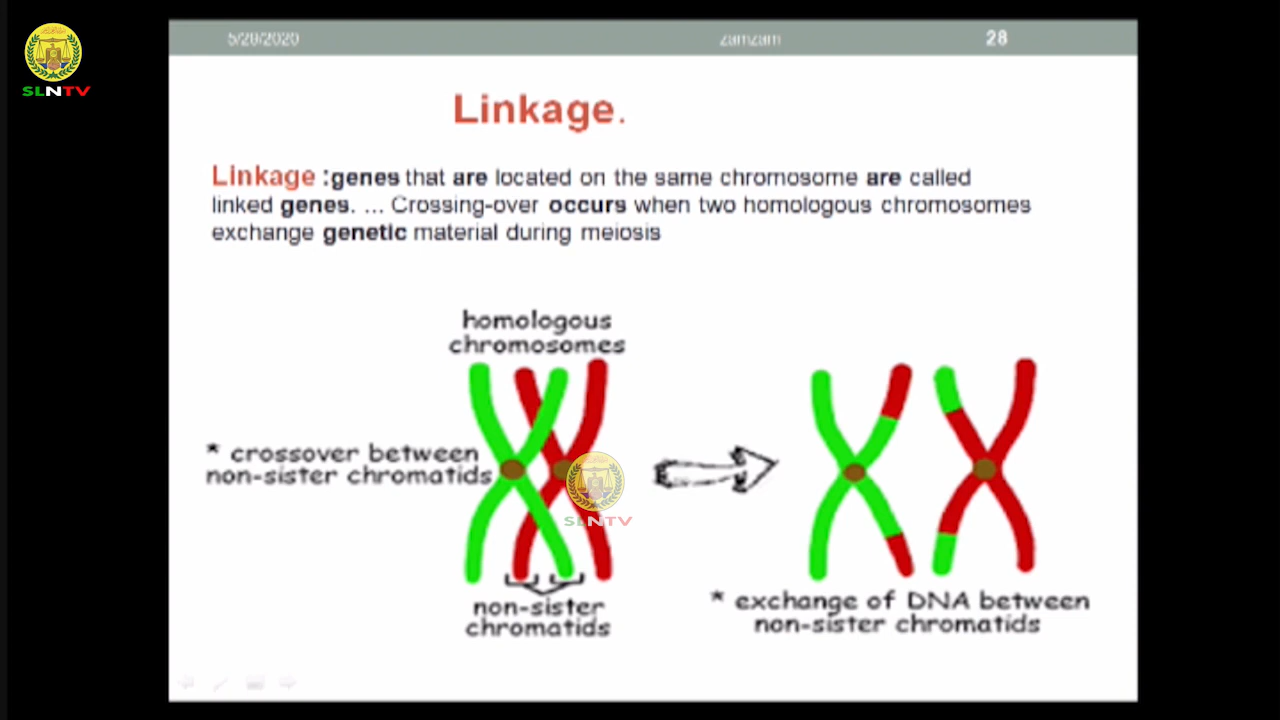 5/28/2020 zamzam 28
SLNTV
Linkage.
Linkage :genes that are located on the same chromosome are called
linked genes. ... Crossing-over occurs when two homologous chromosomes
exchange genetic material during meiosis
homologous
chromosomes
* crossover between
non-sister chromatids
SLNTV
non-sister
chromatids
* exchange of DNA between
non-sister chromatids